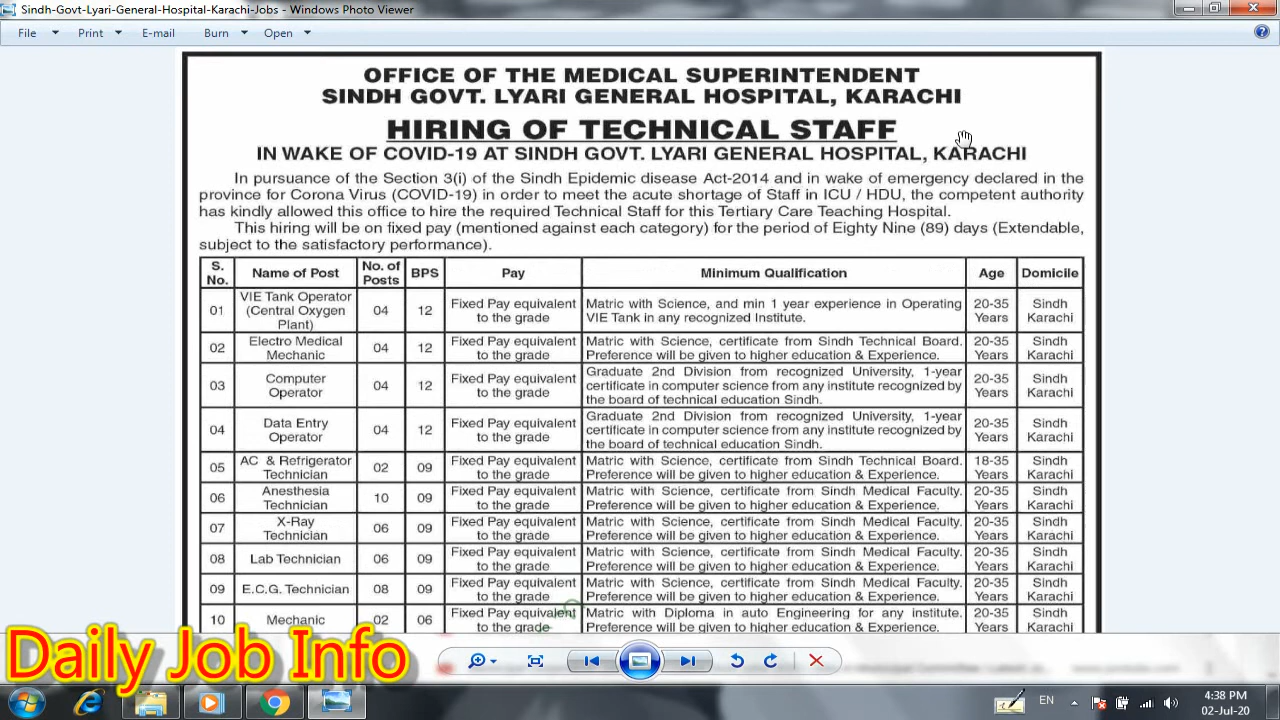 Sindh-Govt-Lyari-General-Hospital-Karachi-Jobs - Windows Photo Viewer
File Print E-mail Burn Open
OFFICE OF THE MEDICAL SUPERINTENDENT
SINDH GOVT. LYARI GENERAL HOSPITAL, KARACHI
HIRING OF TECHNICAL STAFF
IN WAKE OF COVID-19 AT SINDH GOVT. LYARI GENERAL HOSPITAL, KARACHI
In pursuance of the Section 3(i) of the Sindh Epidemic disease Act-2014 and in wake of emergency declared in the
province for Corona Virus (COVID-19) in order to meet the acute shortage of Staff in ICU / HDU, the competent authority
has kindly allowed this office to hire the required Technical Staff for this Tertiary Care Teaching Hospital.
This hiring will be on fixed pay (mentioned against each category) for the period of Eighty Nine (89) days (Extendable,
subject to the satisfactory performance).
S. No. Name of Post No. of Posts BPS Pay Minimum Qualification Age Domicile
01 VIE Tank Operator (Central Oxygen Plant) 04 12 Fixed Pay equivalent to the grade Matric with Science, and min 1 year experience in Operating VIE Tank in any recognized Institute. 20-35 Years Sindh Karachi
02 Electro Medical Mechanic 04 12 Fixed Pay equivalent to the grade Matric with Science, certificate from Sindh Technical Board. Preference will be given to higher education & Experience. 20-35 Years Sindh Karachi
03 Computer Operator 04 12 Fixed Pay equivalent to the grade Graduate 2nd Division from recognized University, 1-year certificate in computer science from any institute recognized by the board of technical education Sindh. 20-35 Years Sindh Karachi
04 Data Entry Operator 04 12 Fixed Pay equivalent to the grade Graduate 2nd Division from recognized University, 1-year certificate in computer science from any institute recognized by the board of technical education Sindh. 20-35 Years Sindh Karachi
05 AC & Refrigerator Technician 02 09 Fixed Pay equivalent to the grade Matric with Science, certificate from Sindh Technical Board. Preference will be given to higher education & Experience. 18-35 Years Sindh Karachi
06 Anesthesia Technician 10 09 Fixed Pay equivalent to the grade Matric with Science, certificate from Sindh Medical Faculty. Preference will be given to higher education & Experience. 20-35 Years Sindh Karachi
07 X-Ray Technician 06 09 Fixed Pay equivalent to the grade Matric with Science, certificate from Sindh Medical Faculty. Preference will be given to higher education & Experience. 20-35 Years Sindh Karachi
08 Lab Technician 06 09 Fixed Pay equivalent to the grade Matric with Science, certificate from Sindh Medical Faculty. Preference will be given to higher education & Experience. 20-35 Years Sindh Karachi
09 E.C.G. Technician 08 09 Fixed Pay equivalent to the grade Matric with Science, certificate from Sindh Medical Faculty. Preference will be given to higher education & Experience. 20-35 Years Sindh Karachi
10 Mechanic 02 06 Fixed Pay equivalent to the grade Matric with Diploma in auto Engineering for any institute. Preference will be given to higher education & Experience. 20-35 Years Sindh Karachi
Daily Job Info
EN
4:38 PM
02-Jul-20